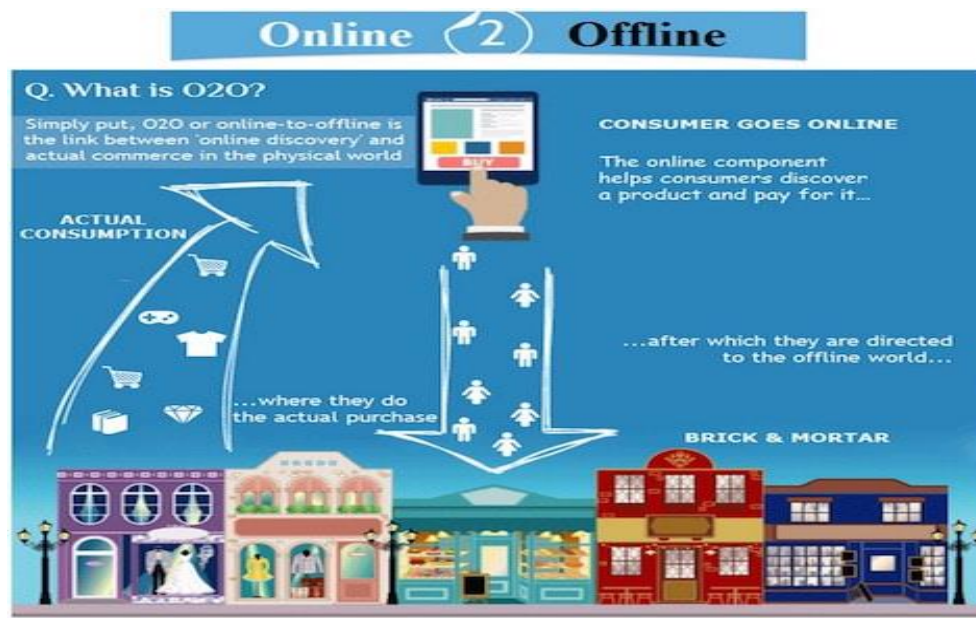 Online 2 Offline
Q. What is O2O?
Simply put, O2O or online-to-offline is
the link between 'online discovery' and
actual commerce in the physical world
BUY
CONSUMER GOES ONLINE
The online component
helps consumers discover
a product and pay for it...
...after which they are directed
to the offline world...
BRICK & MORTAR
...where they do
the actual purchase
ACTUAL
CONSUMPTION